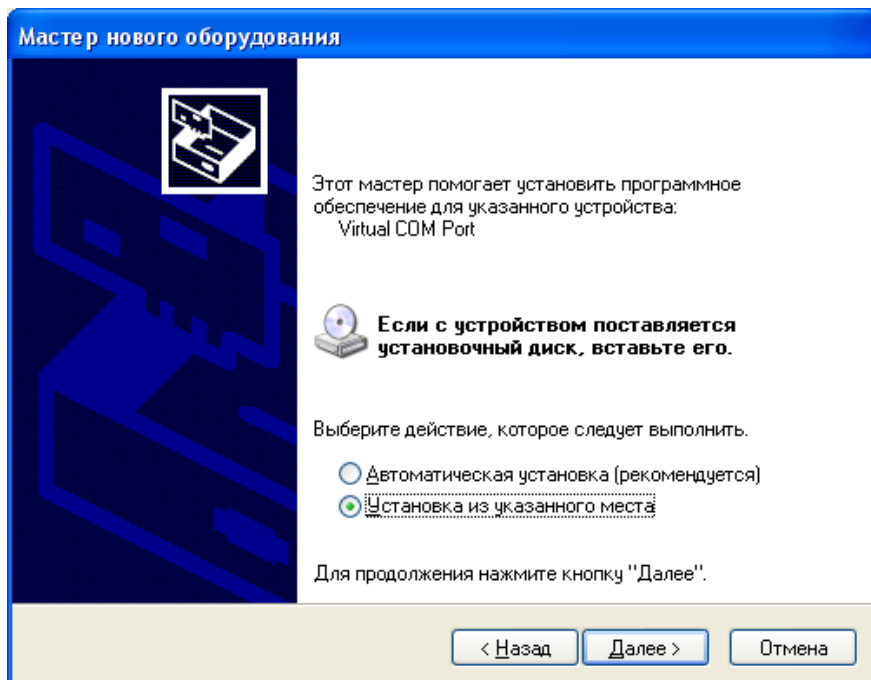 Мастер нового оборудования
Этот мастер помогает установить программное
обеспечение для указанного устройства:
Virtual COM Port
Если с устройством поставляется
установочный диск, вставьте его.
Выберите действие, которое следует выполнить.
Автоматическая установка (рекомендуется)
Установка из указанного места
Для продолжения нажмите кнопку "Далее".
< Назад Далее > Отмена